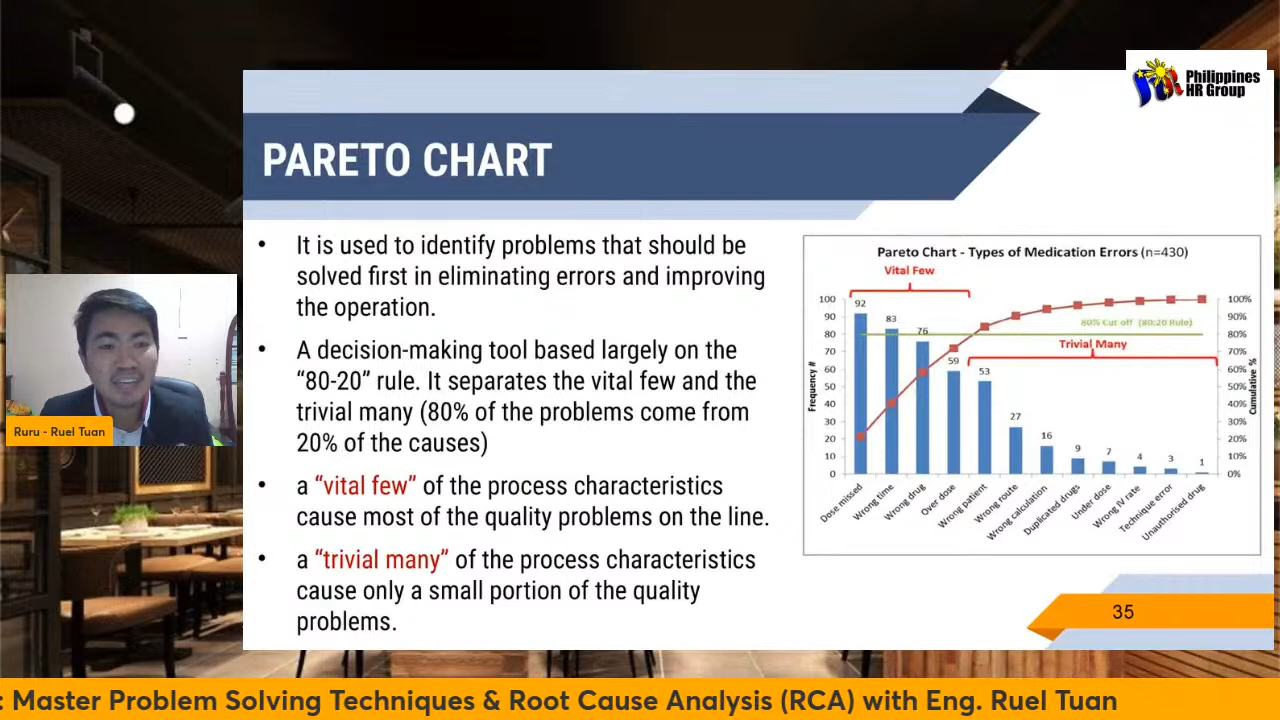 Philippines
HR Group
PARETO CHART
• It is used to identify problems that should be
solved first in eliminating errors and improving
the operation.
• A decision-making tool based largely on the
“80-20” rule. It separates the vital few and the
trivial many (80% of the problems come from
20% of the causes)
• a “vital few” of the process characteristics
cause most of the quality problems on the line.
• a “trivial many” of the process characteristics
cause only a small portion of the quality
problems.
Pareto Chart - Types of Medication Errors (n=430)
Vital Few
80% Cut off (80:20 Rule)
Trivial Many
Frequency #
100
90
80
70
60
50
40
30
20
10
0
92
83
76
59
53
27
16
9
7
4
3
1
100%
90%
80%
70%
60%
50%
40%
30%
20%
10%
0%
Cumulative %
Dose missed
Wrong time
Wrong drug
Over dose
Wrong patient
Wrong route
Wrong calculation
Duplicated drugs
Under dose
Wrong IV rate
Technique error
Unauthorised drug
35
Ruru - Ruel Tuan
: Master Problem Solving Techniques & Root Cause Analysis (RCA) with Eng. Ruel Tuan